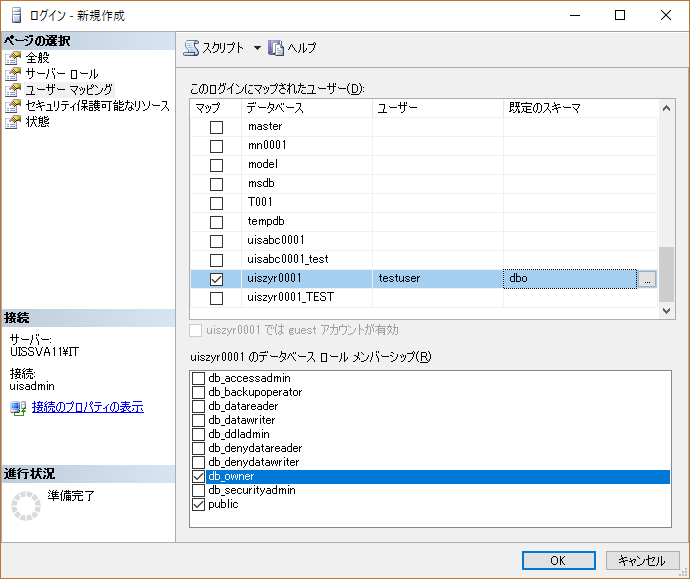 ログイン - 新規作成
ページの選択
全般
サーバー ロール
ユーザー マッピング
セキュリティ保護可能なリソース
状態
スクリプト
ヘルプ
このログインにマップされたユーザー(D):
マップ データベース ユーザー 既定のスキーマ
master
mn0001
model
msdb
T001
tempdb
uisabc0001
uisabc0001_test
uiszyr0001 testuser dbo ...
uiszyr0001_TEST
uiszyr0001 では guest アカウントが有効
uiszyr0001 のデータベース ロール メンバーシップ(R)
db_accessadmin
db_backupoperator
db_datareader
db_datawriter
db_ddladmin
db_denydatareader
db_denydatawriter
db_owner
db_securityadmin
public
接続
サーバー:
UISSVA11¥IT
接続:
uisadmin
接続のプロパティの表示
進行状況
準備完了
OK
キャンセル